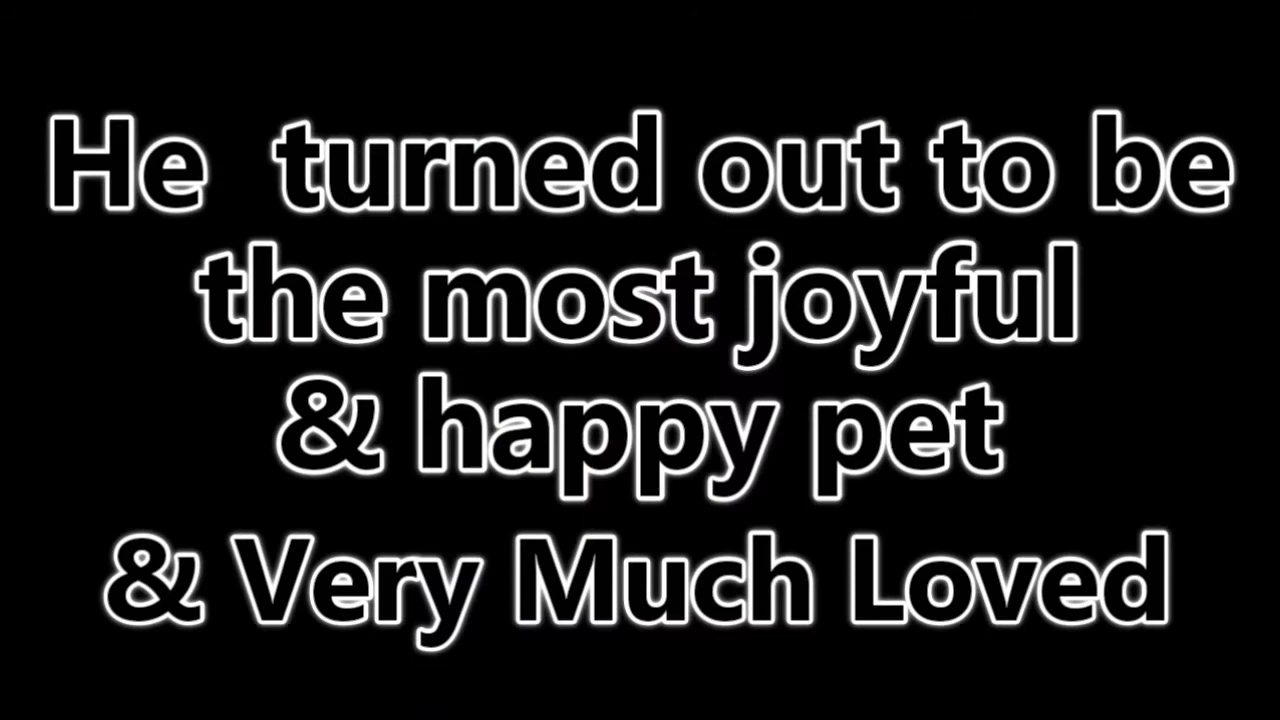 He  turned out to be
the most joyful
& happy pet
& Very Much Loved